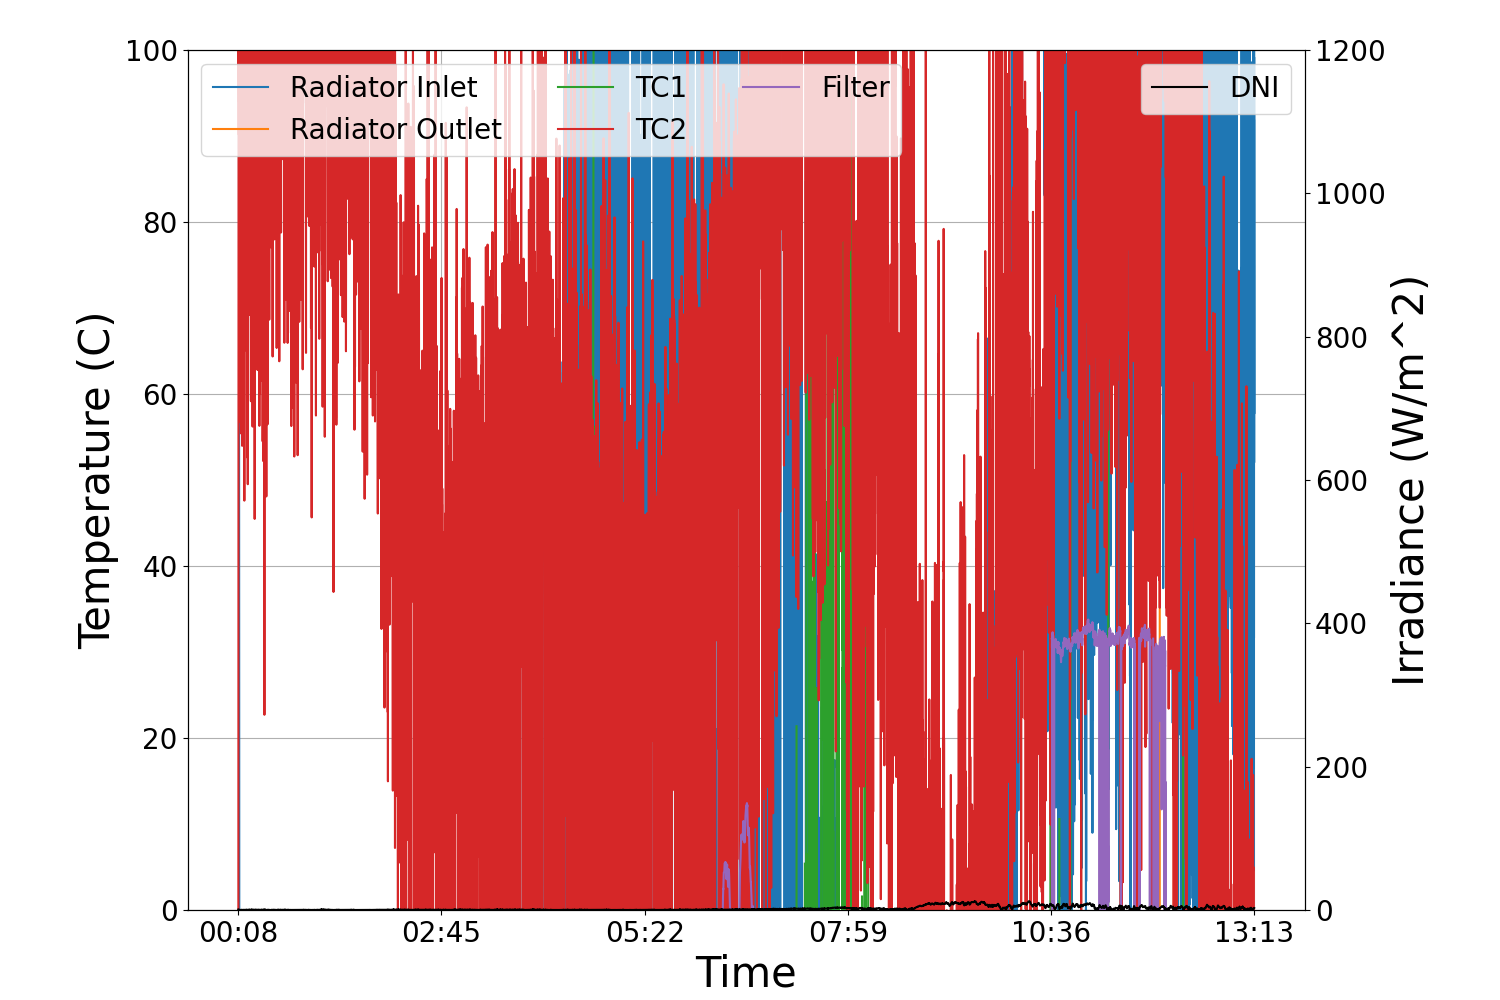 Radiator Inlet
Radiator Outlet
TC1
TC2
Filter
DNI
Temperature (C)
100
80
60
40
20
0
Irradiance (W/m^2)
1200
1000
800
600
400
200
0
00:08 02:45 05:22 07:59 10:36 13:13
Time